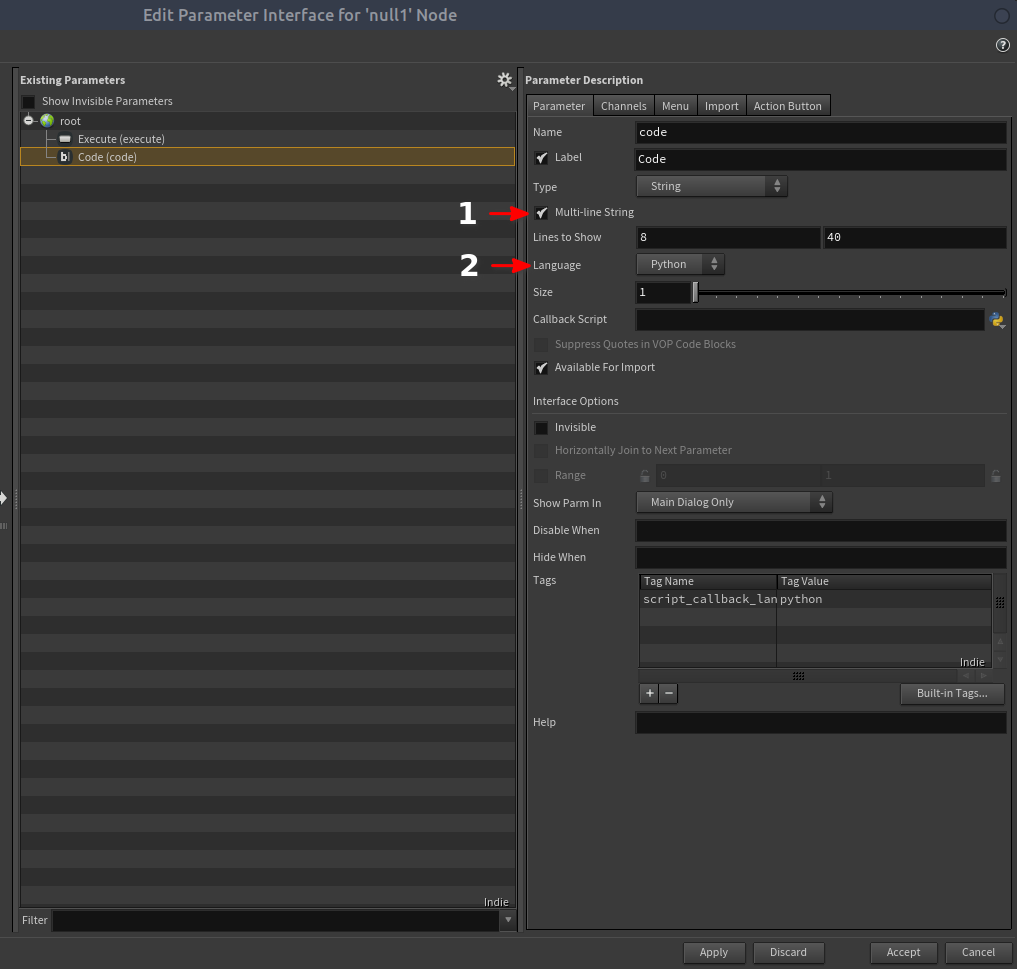 Edit Parameter Interface for 'null1' Node
?
Existing Parameters
Show Invisible Parameters
root
Execute (execute)
Code (code)
Indie
Filter
Parameter Description
Parameter Channels Menu Import Action Button
Name code
Label Code
Type String
1 Multi-line String
Lines to Show 8 40
2 Language Python
Size 1
Callback Script
Suppress Quotes in VOP Code Blocks
Available For Import
Interface Options
Invisible
Horizontally Join to Next Parameter
Range 0 1
Show Parm In Main Dialog Only
Disable When
Hide When
Tags Tag Name Tag Value
script_callback_lan python
Indie
+ − Built-in Tags...
Help
Apply Discard Accept Cancel